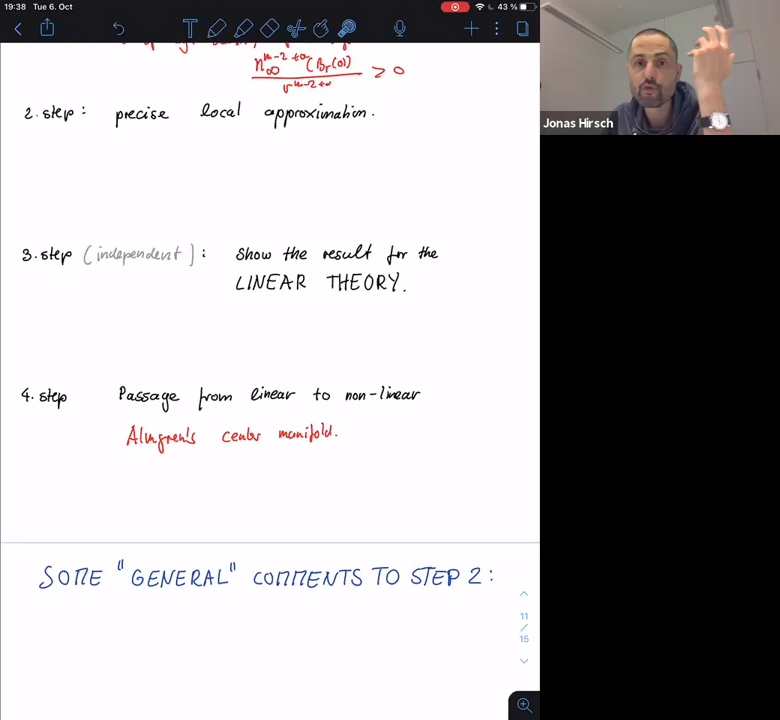 19:38 Tue 6. Oct
43 %
Jonas Hirsch
> 0
2. step : precise local approximation.
3. step (independent) : Show the result for the
LINEAR THEORY.
4. step Passage from linear to non-linear
Almgren's center manifold.
SOME "GENERAL" COMMENTS TO STEP 2 :
11
/
15